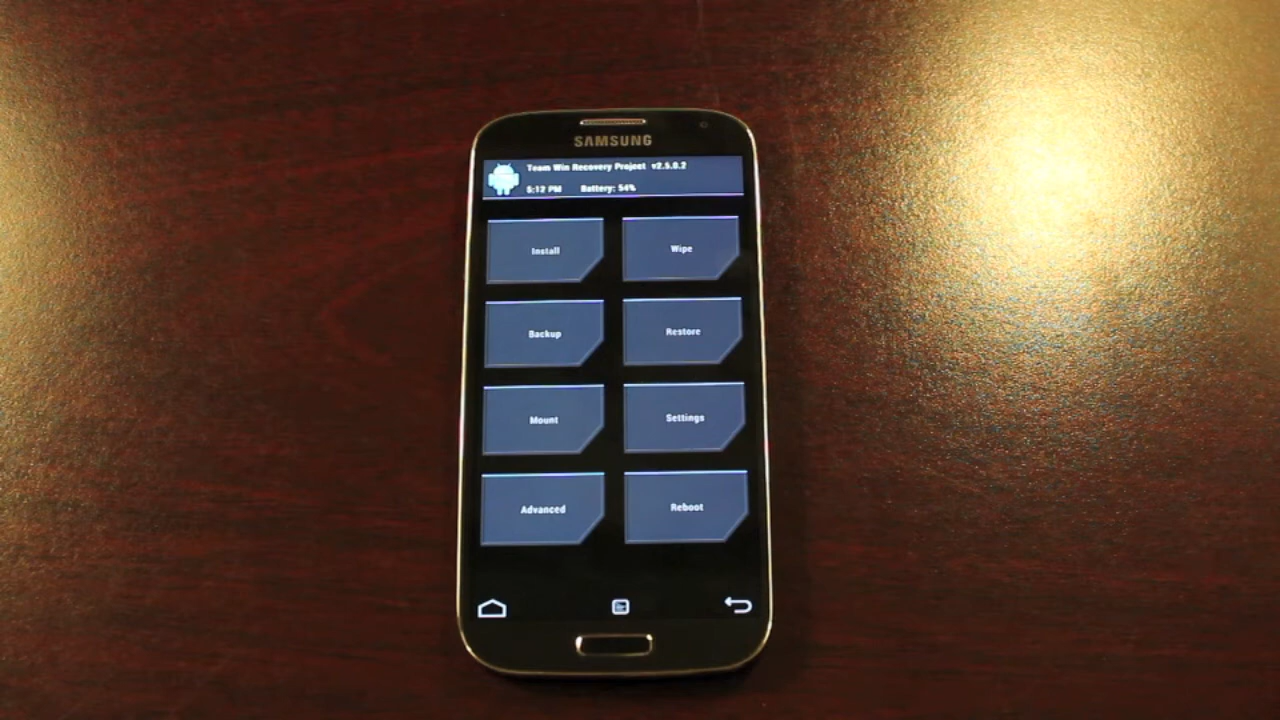 SAMSUNG
Team Win Recovery Project v2.5.0.2
5:12 PM Battery: 54%
Install Wipe
Backup Restore
Mount Settings
Advanced Reboot